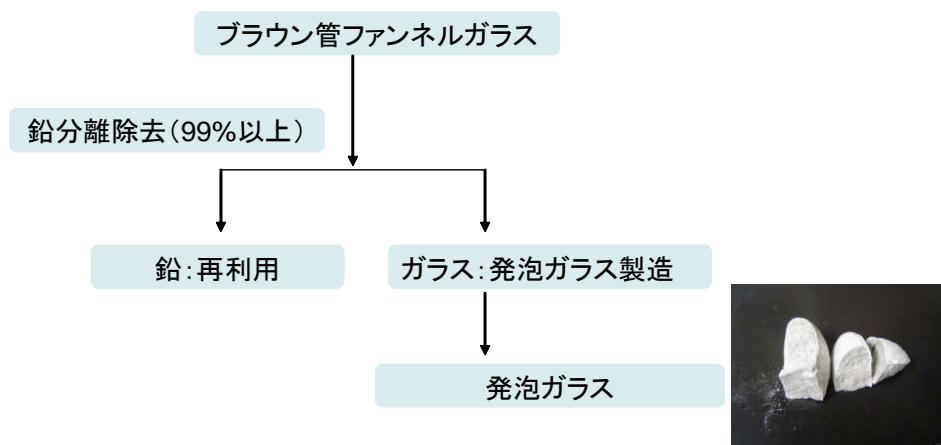 ブラウン管ファンネルガラス
鉛分離除去（99%以上）
鉛：再利用
ガラス：発泡ガラス製造
発泡ガラス